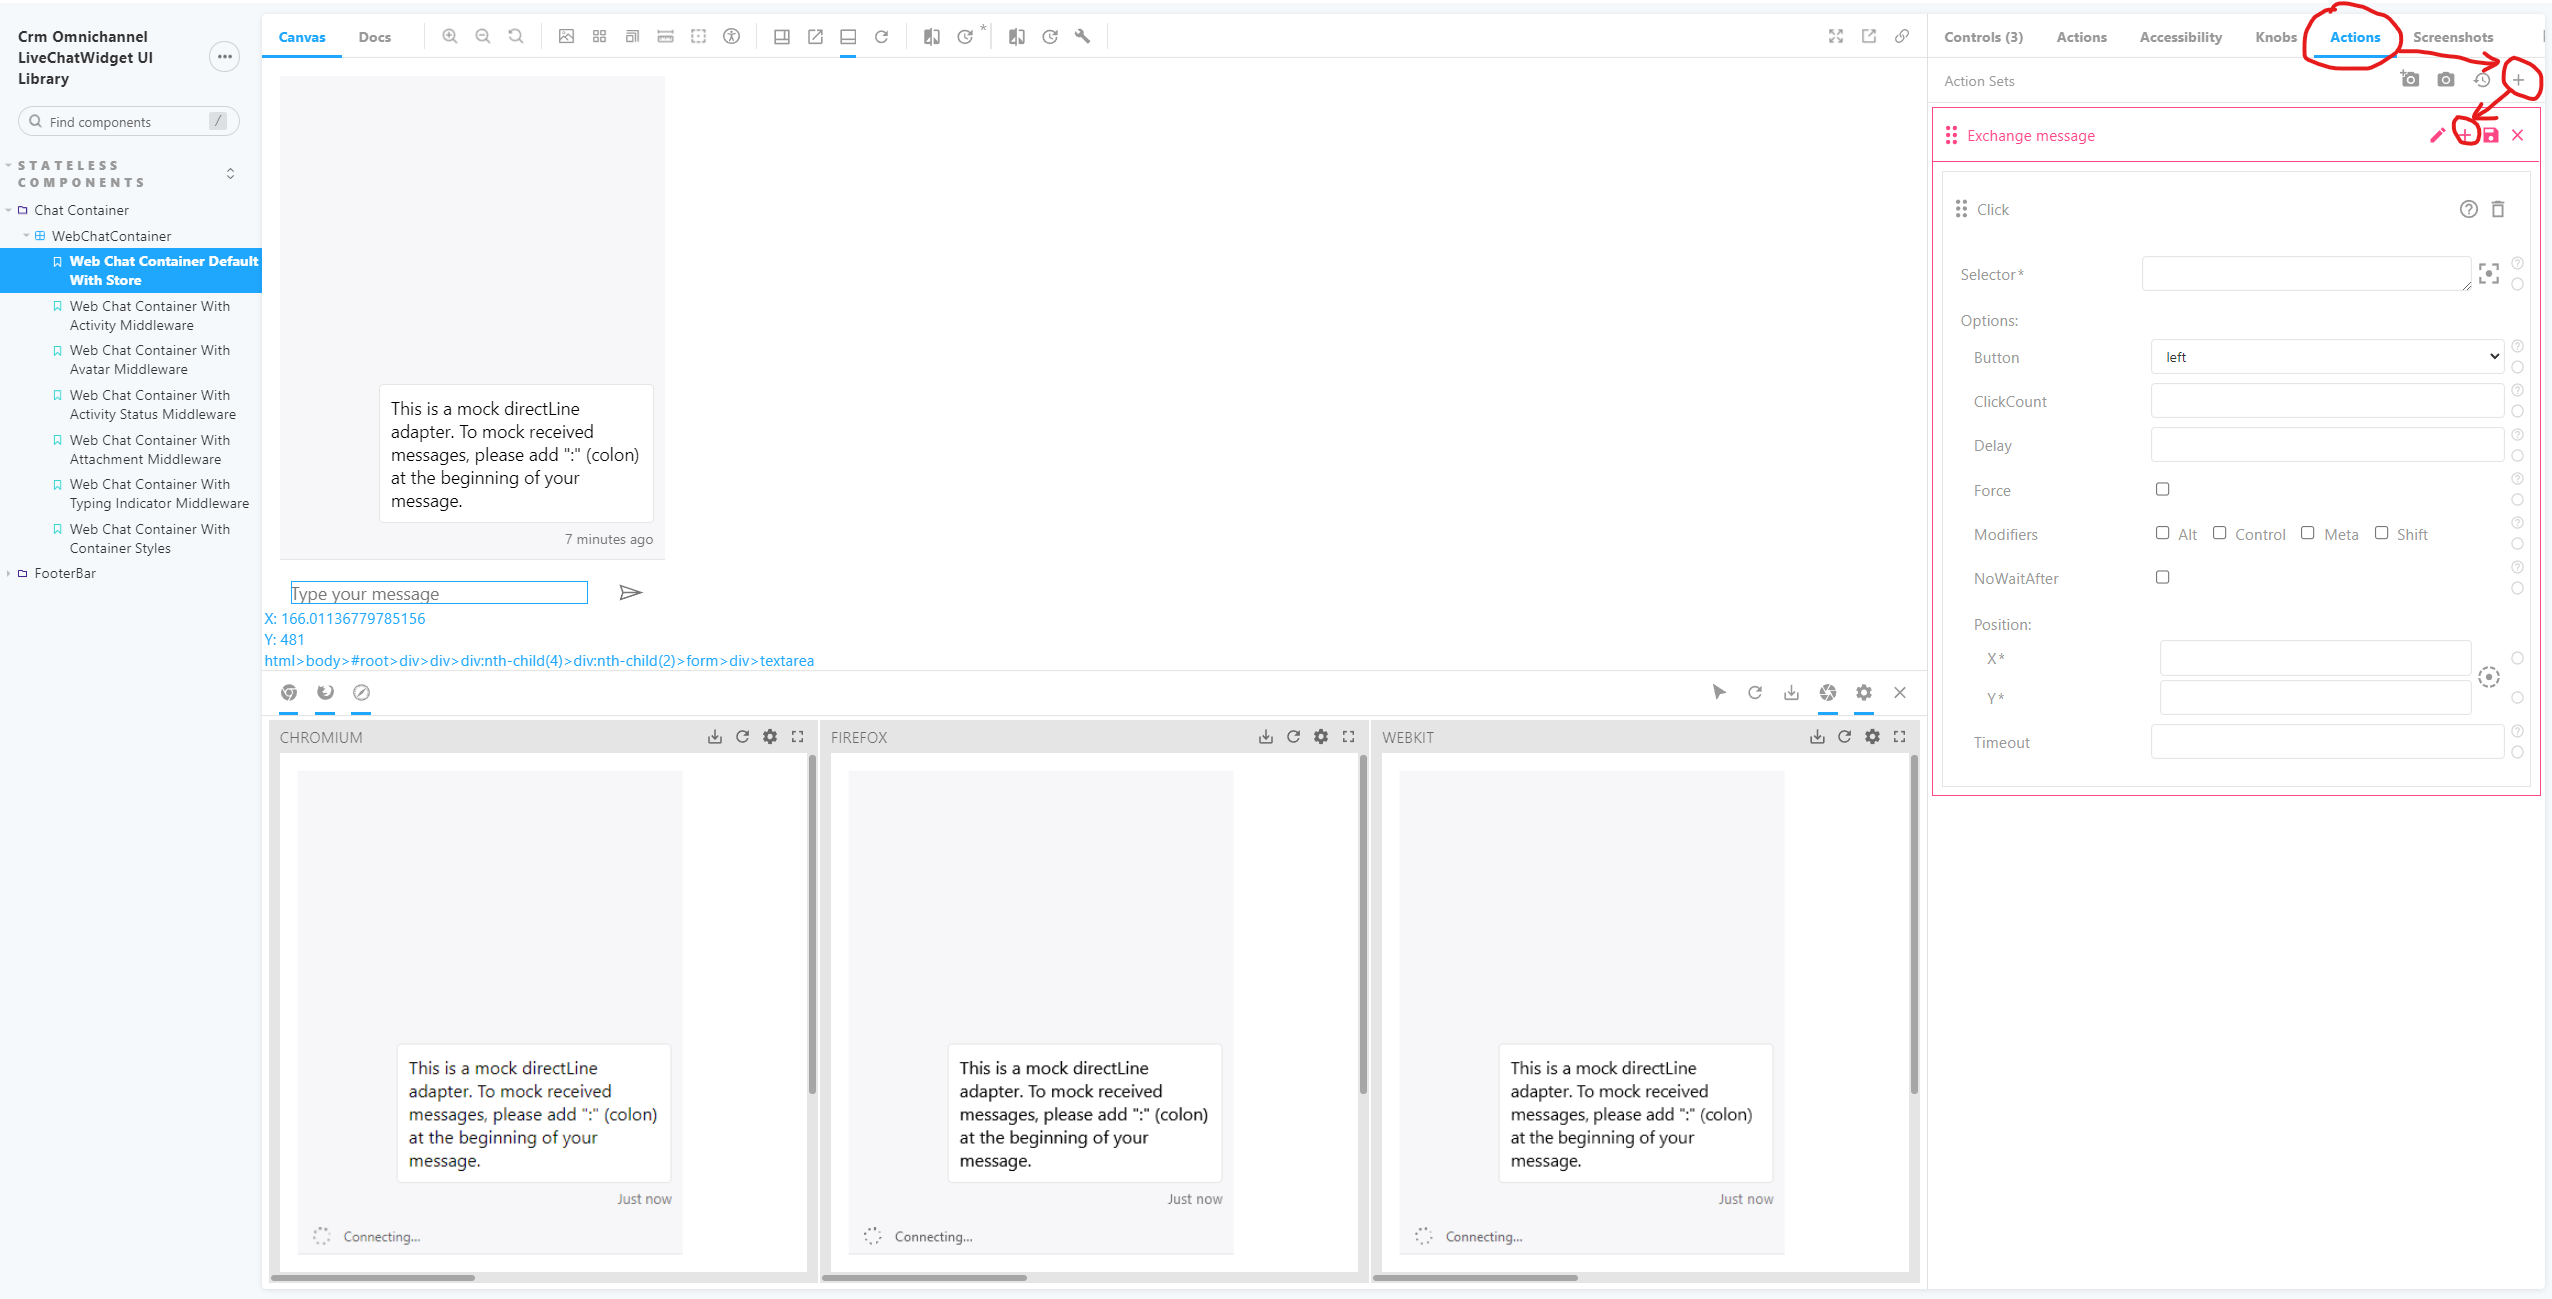 Crm Omnichannel
LiveChatWidget UI
Library
Find components
/
STATELESS
COMPONENTS
Chat Container
WebChatContainer
Web Chat Container Default
With Store
Web Chat Container With
Activity Middleware
Web Chat Container With
Avatar Middleware
Web Chat Container With
Activity Status Middleware
Web Chat Container With
Attachment Middleware
Web Chat Container With
Typing Indicator Middleware
Web Chat Container With
Container Styles
FooterBar
Canvas Docs
*
This is a mock directLine
adapter. To mock received
messages, please add ":" (colon)
at the beginning of your
message.
7 minutes ago
Type your message
X: 166.01136779785156
Y: 481
html>body>#root>div>div>div:nth-child(4)>div:nth-child(2)>form>div>textarea
CHROMIUM
This is a mock directLine
adapter. To mock received
messages, please add ":" (colon)
at the beginning of your
message.
Just now
Connecting...
FIREFOX
This is a mock directLine
adapter. To mock received
messages, please add ":" (colon)
at the beginning of your
message.
Just now
Connecting...
WEBKIT
This is a mock directLine
adapter. To mock received
messages, please add ":" (colon)
at the beginning of your
message.
Just now
Connecting...
Controls (3) Actions Accessibility Knobs Actions Screenshots
Action Sets
Exchange message
Click
Selector*
Options:
Button left
ClickCount
Delay
Force
Modifiers Alt Control Meta Shift
NoWaitAfter
Position:
X*
Y*
Timeout